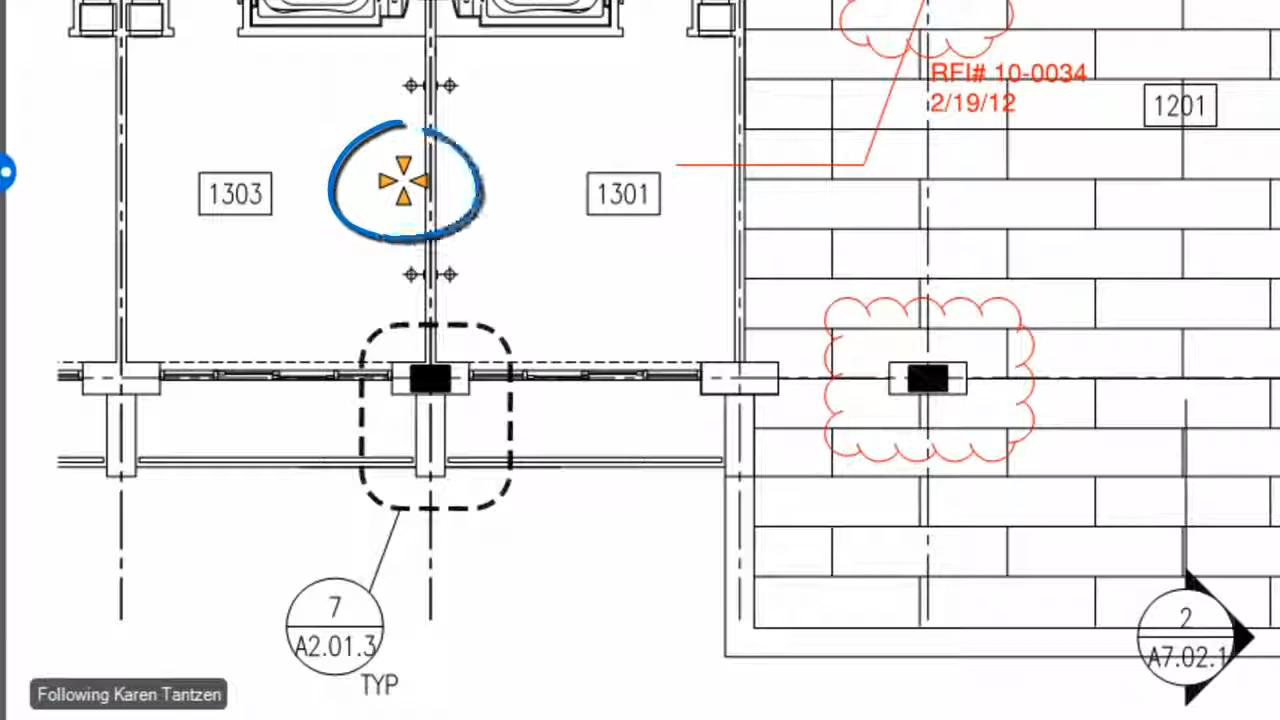 RFI# 10-0034
2/19/12
1201
1303
1301
7
A2.01.3
TYP
2
A7.02.1
Following Karen Tantzen